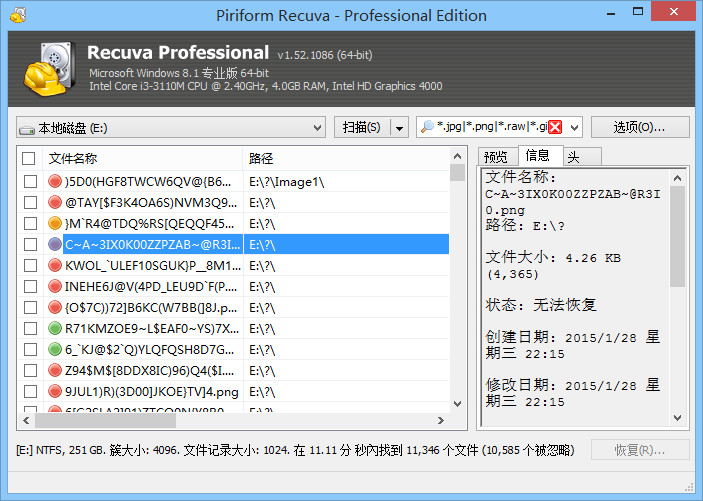 Piriform Recuva - Professional Edition
Recuva Professional v1.52.1086 (64-bit)
Microsoft Windows 8.1 专业版 64-bit
Intel Core i3-3110M CPU @ 2.40GHz, 4.0GB RAM, Intel HD Graphics 4000
本地磁盘 (E:) 扫描(S) *.jpg|*.png|*.raw|*.gi 选项(O)...
文件名称 路径
)5D0(HGF8TWCW6QV@{B6... E:\?\Image1\
@TAY[$F3K4OA6S)NVM3Q9... E:\?\
}M`R4@TDQ%RS[QEQQF45... E:\?\
C~A~3IX0K00ZZPZAB~@R3I... E:\?\
KWOL_`ULEF10SGUK}P__8M1... E:\?\
INEHE6J@V(4PD_LEU9D`F(P... E:\?\
{O$7C))72]B6KC(W7BB(]8J.p... E:\?\
R71KMZOE9~L$EAF0~YS)7X... E:\?\
6_`KJ@$2`Q)YLQFQSH8D7G... E:\?\
Z94$M$[8DDX8IC)96)Q4($I... E:\?\
9JUL1)R)(3D00]JKOE}TV]4.png E:\?\
预览 信息 头
文件名称:
C~A~3IX0K00ZZPZAB~@R3I
0.png
路径: E:\?
文件大小: 4.26 KB
(4,365)
状态: 无法恢复
创建日期: 2015/1/28 星
期三 22:15
修改日期: 2015/1/28 星
期三 22:15
[E:] NTFS, 251 GB. 簇大小: 4096. 文件记录大小: 1024. 在 11.11 分 秒內找到 11,346 个文件 (10,585 个被忽略) 恢复(R)...